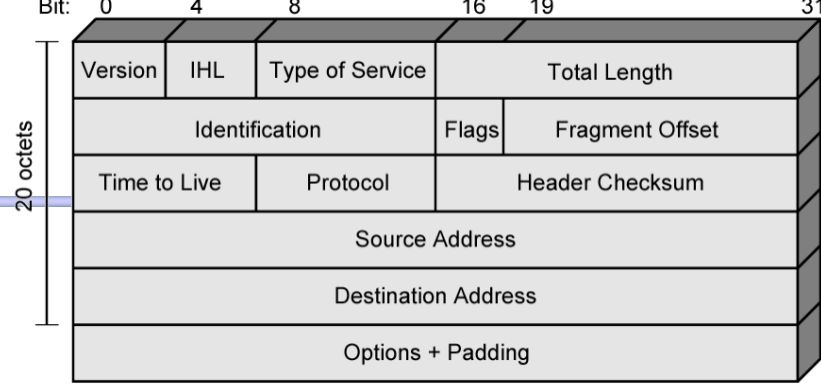 Bit: 0 4 8 16 19 31
Version IHL Type of Service Total Length
Identification Flags Fragment Offset
Time to Live Protocol Header Checksum
Source Address
Destination Address
Options + Padding
20 octets